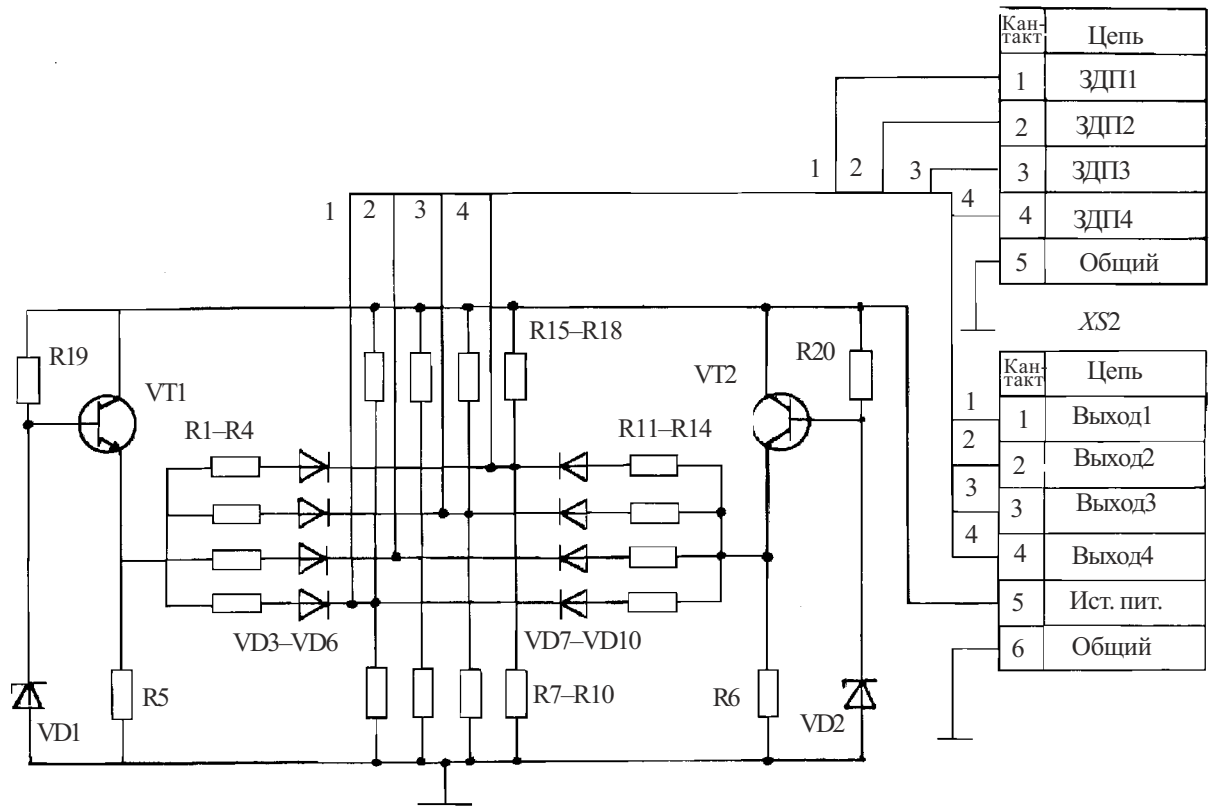 Кан-
такт
Цепь
1
ЗДП1
2
ЗДП2
3
ЗДП3
4
ЗДП4
5
Общий
1
2
3
4
1
2
3
4
XS2
Кан-
такт
Цепь
1
Выход1
2
Выход2
3
Выход3
4
Выход4
5
Ист. пит.
6
Общий
1
2
3
4
R15–R18
R19
VT1
VT2
R20
R1–R4
R11–R14
VD3–VD6
VD7–VD10
R5
R7–R10
R6
VD1
VD2